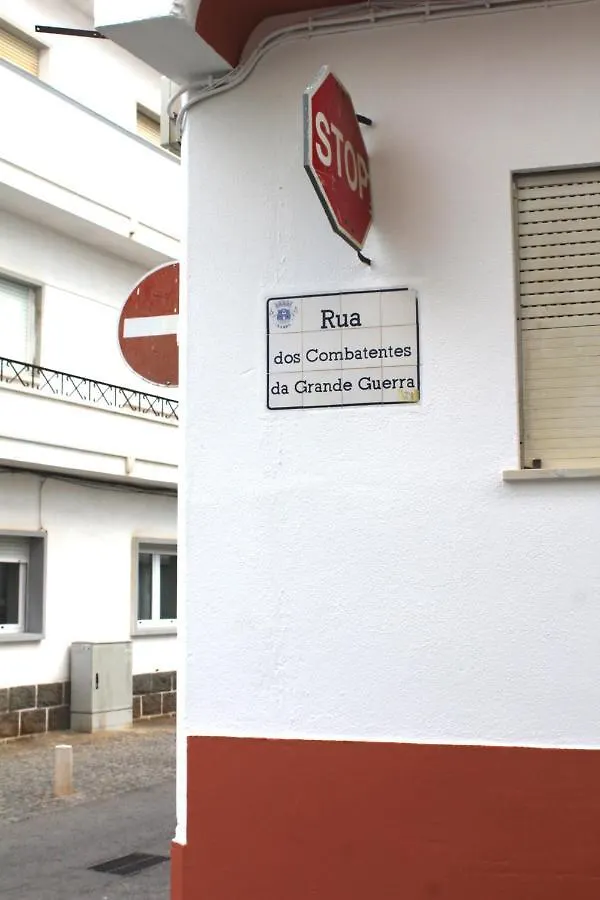 STOP
Rua
dos Combatentes
da Grande Guerra